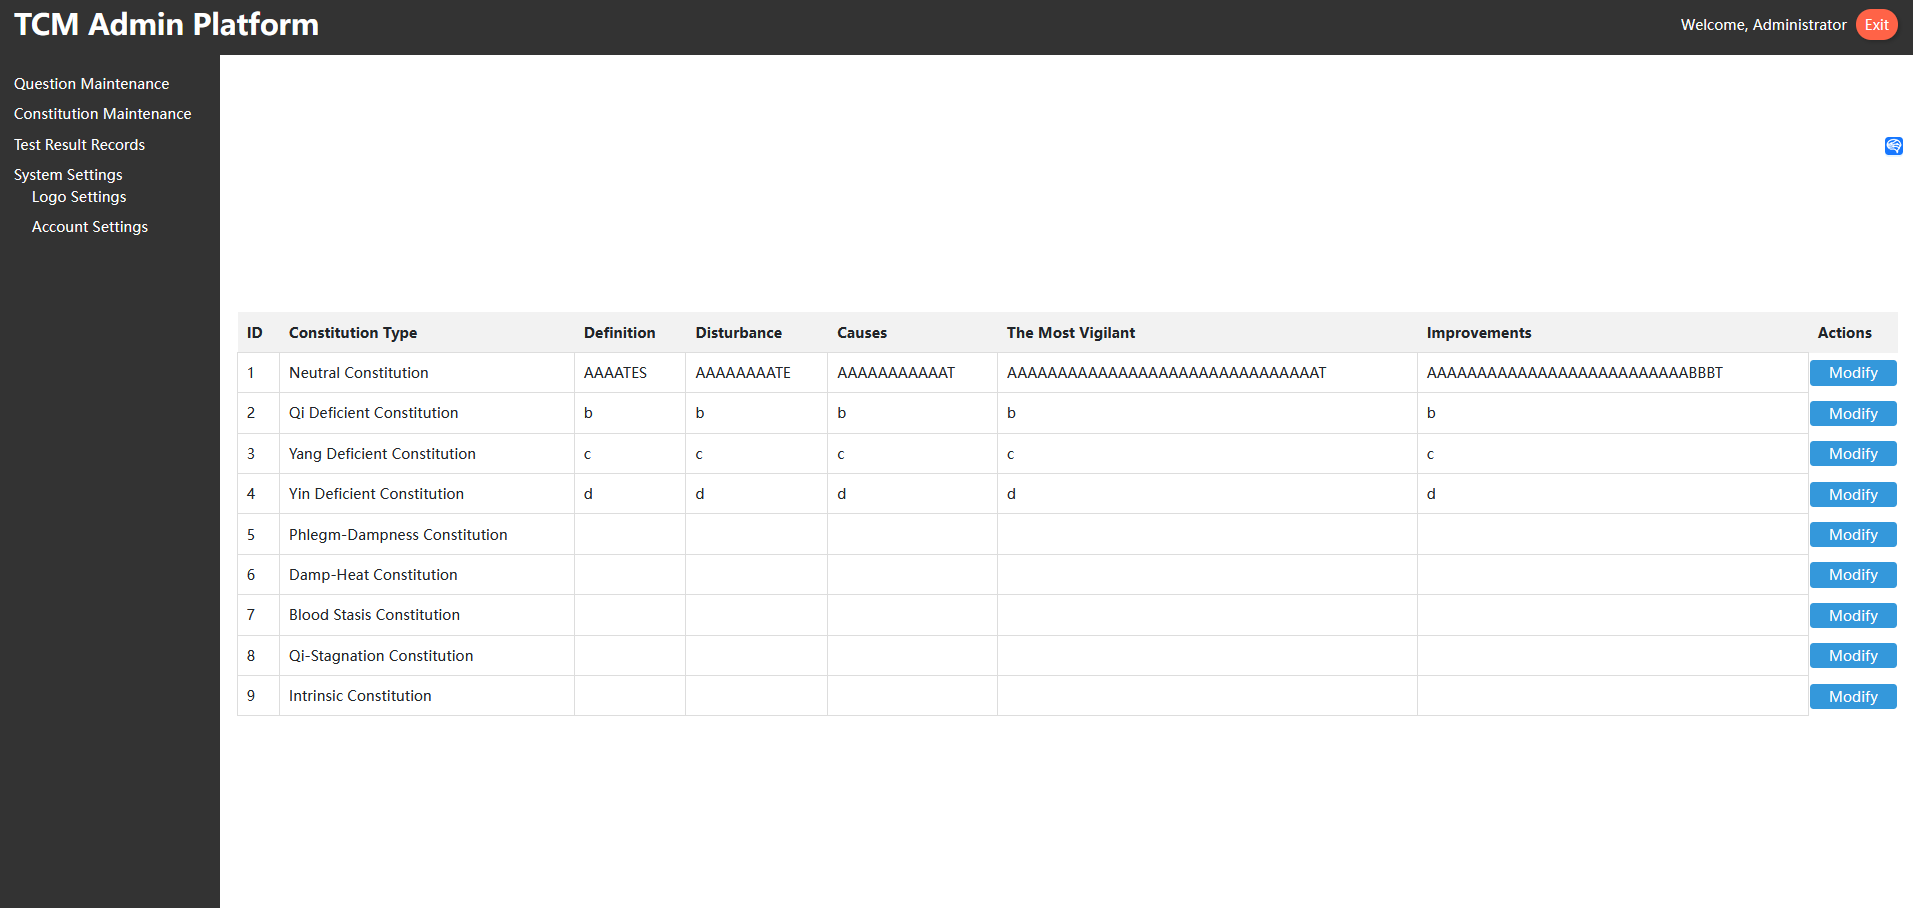 TCM Admin Platform
Welcome, Administrator Exit
Question Maintenance
Constitution Maintenance
Test Result Records
System Settings
Logo Settings
Account Settings
ID Constitution Type Definition Disturbance Causes The Most Vigilant Improvements Actions
1 Neutral Constitution AAAATES AAAAAAAATE AAAAAAAAAAAT AAAAAAAAAAAAAAAAAAAAAAAAAAAAAAAT AAAAAAAAAAAAAAAAAAAAAAAAAABBBT Modify
2 Qi Deficient Constitution b b b b b Modify
3 Yang Deficient Constitution c c c c c Modify
4 Yin Deficient Constitution d d d d d Modify
5 Phlegm-Dampness Constitution Modify
6 Damp-Heat Constitution Modify
7 Blood Stasis Constitution Modify
8 Qi-Stagnation Constitution Modify
9 Intrinsic Constitution Modify